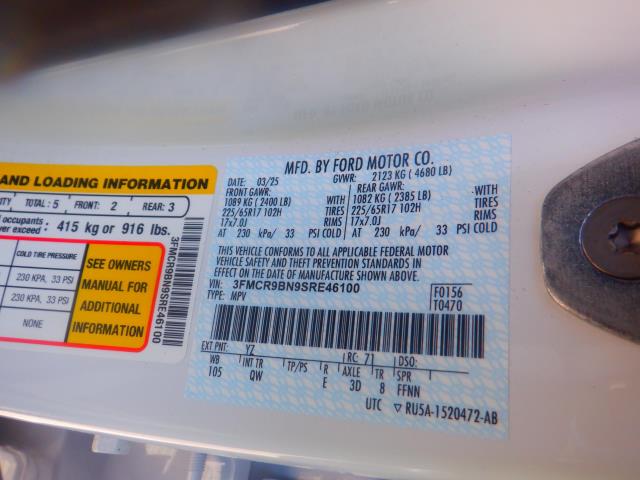 AND LOADING INFORMATION
TOTAL: 5 FRONT: 2 REAR: 3
occupants
exceed: 415 kg or 916 lbs.
COLD TIRE PRESSURE
230 KPA, 33 PSI
230 KPA, 33 PSI
NONE
SEE OWNERS
MANUAL FOR
ADDITIONAL
INFORMATION
3FMCR9BN9SRE46100
MFD. BY FORD MOTOR CO.
DATE: 03/25 GVWR: 2123 KG ( 4680 LB)
FRONT GAWR: REAR GAWR:
1089 KG ( 2400 LB) 1082 KG ( 2385 LB)
225/65R17 102H TIRES 225/65R17 102H
17x7.0J RIMS 17x7.0J
AT 230 kPa/ 33 PSI COLD AT 230 kPa/ 33 PSI COLD
THIS VEHICLE CONFORMS TO ALL APPLICABLE FEDERAL MOTOR
VEHICLE SAFETY AND THEFT PREVENTION STANDARDS IN
EFFECT ON THE DATE OF MANUFACTURE SHOWN ABOVE.
VIN: 3FMCR9BN9SRE46100
TYPE: MPV
F0156
T0470
EXT PNT: YZ RC: 7 DSO:
WB INT TR TP/PS R AXLE TR SPR
105 QW E 3D 8 FFNN
UTC ▽RU5A-1520472-AB